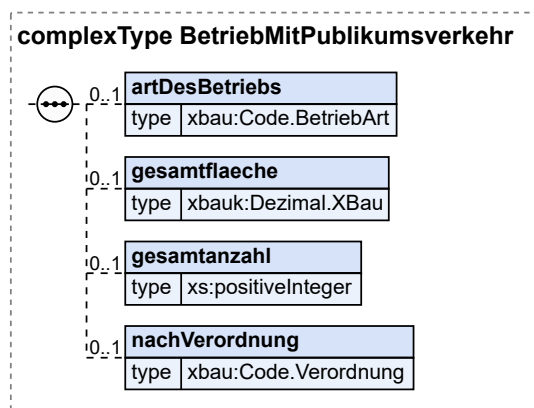 complexType BetriebMitPublikumsverkehr
0..1 artDesBetriebs
type xbau:Code.BetriebArt
0..1 gesamtflaeche
type xbauk:Dezimal.XBau
0..1 gesamtanzahl
type xs:positiveInteger
0..1 nachVerordnung
type xbau:Code.Verordnung